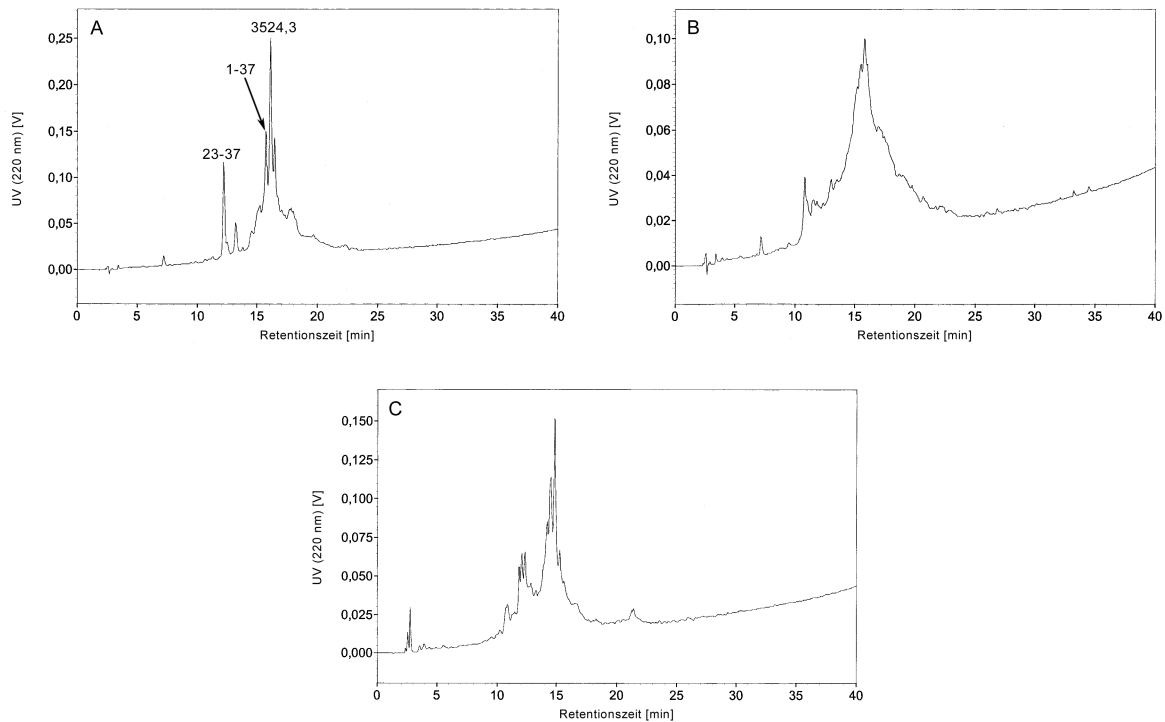 A
3524,3
1-37
23-37
0,25
0,20
0,15
0,10
0,05
0,00
UV (220 nm) [V]
0 5 10 15 20 25 30 35 40
Retentionszeit [min]
B
0,10
0,08
0,06
0,04
0,02
0,00
UV (220 nm) [V]
0 5 10 15 20 25 30 35 40
Retentionszeit [min]
C
0,150
0,125
0,100
0,075
0,050
0,025
0,000
UV (220 nm) [V]
0 5 10 15 20 25 30 35 40
Retentionszeit [min]